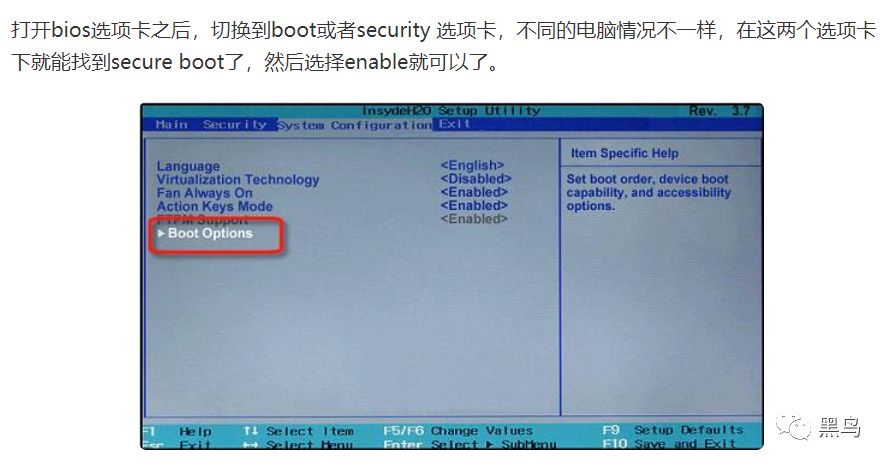 打开bios选项卡之后，切换到boot或者security 选项卡，不同的电脑情况不一样，在这两个选项卡
下就能找到secure boot了，然后选择enable就可以了。
InsydeH20 Setup Utility Rev. 3.7
Main Security System Configuration Exit
Item Specific Help
Language <English>
Virtualization Technology <Disabled>
Fan Always On <Enabled>
Action Keys Mode <Enabled>
FTPM Support <Enabled>
▶ Boot Options
Set boot order, device boot
capability, and accessibility
options.
F1 Help ↑↓ Select Item F5/F6 Change Values F9 Setup Defaults
Esc Exit ↔ Select Menu Enter Select ▶ SubMenu F10 Save and Exit
黑鸟